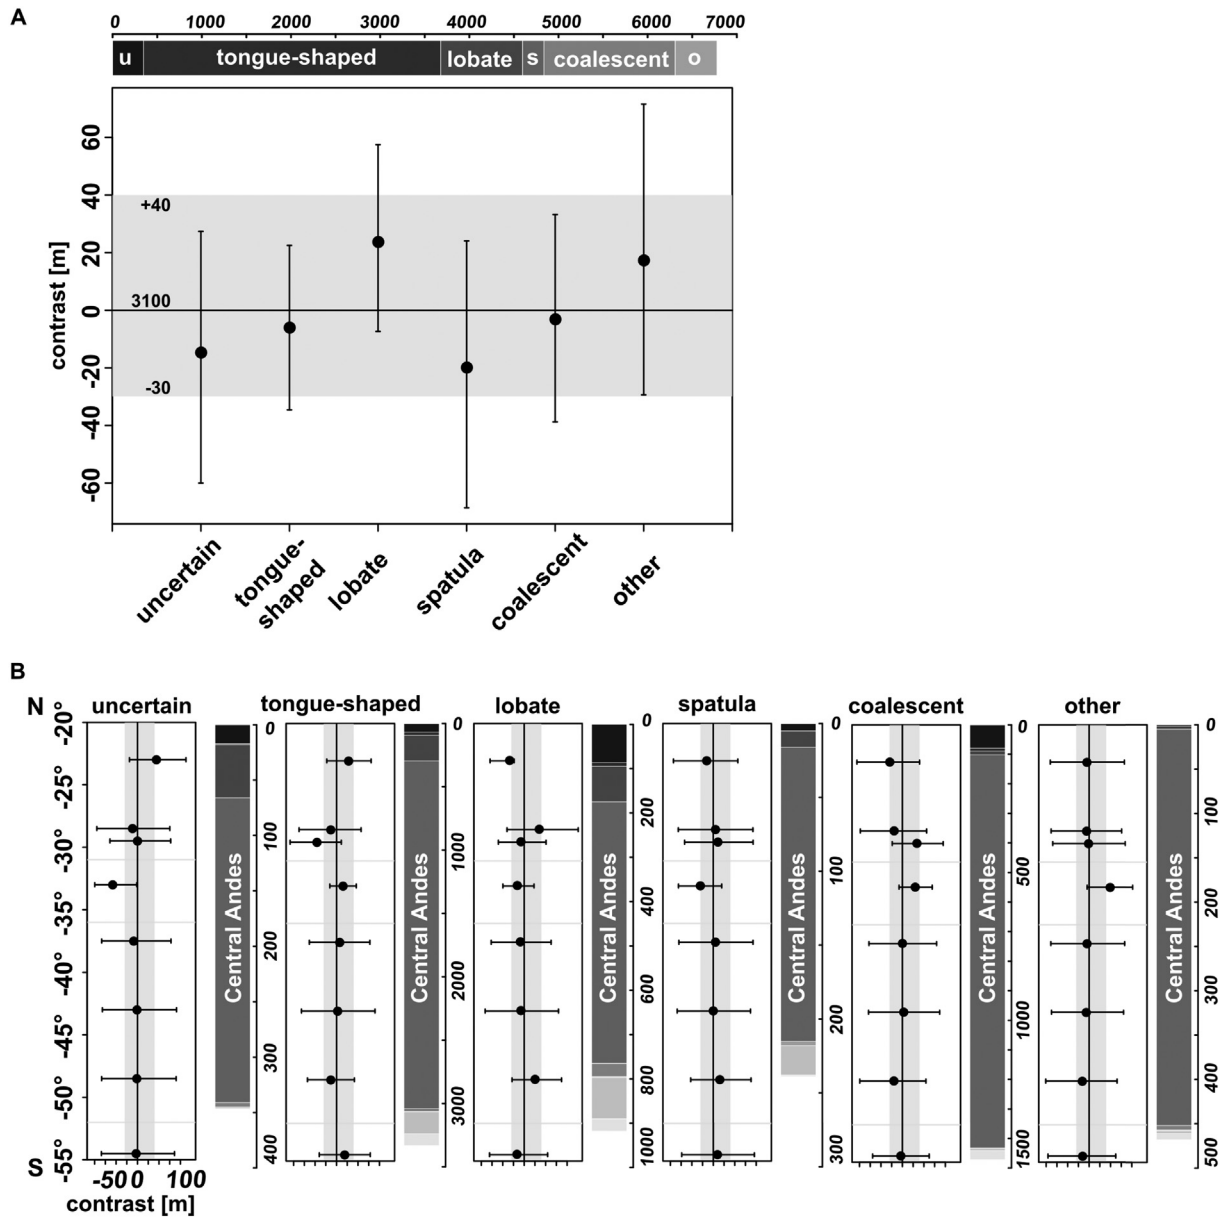 A
0 1000 2000 3000 4000 5000 6000 7000
u tongue-shaped lobate s coalescent o
contrast [m]
60
40
20
0
-20
-40
-60
+40
3100
-30
uncertain
tongue-
shaped
lobate
spatula
coalescent
other
B
N
uncertain tongue-shaped lobate spatula coalescent other
-20°
-25°
-30°
-35°
-40°
-45°
-50°
-55°
S
-50 0 100
contrast [m]
Central Andes
0
100
200
300
400
Central Andes
0
1000
2000
3000
Central Andes
0
200
400
600
800
1000
Central Andes
0
100
200
300
Central Andes
0
500
1000
1500
Central Andes
0
100
200
300
400
500